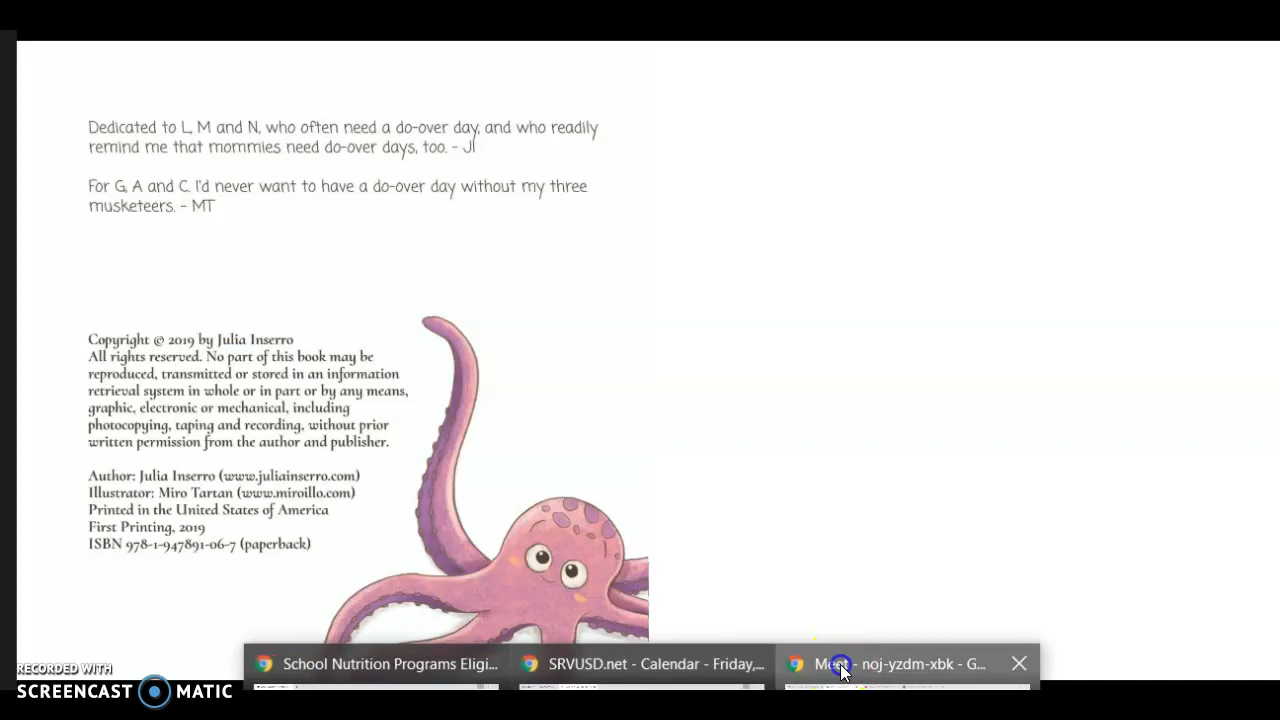 Dedicated to L, M and N, who often need a do-over day, and who readily
remind me that mommies need do-over days, too. - JI
For G, A and C. I'd never want to have a do-over day without my three
musketeers. - MT
Copyright © 2019 by Julia Inserro
All rights reserved. No part of this book may be
reproduced, transmitted or stored in an information
retrieval system in whole or in part or by any means,
graphic, electronic or mechanical, including
photocopying, taping and recording, without prior
written permission from the author and publisher.
Author: Julia Inserro (www.juliainserro.com)
Illustrator: Miro Tartan (www.miroillo.com)
Printed in the United States of America
First Printing, 2019
ISBN 978-1-947891-06-7 (paperback)
School Nutrition Programs Eligi...
SRVUSD.net - Calendar - Friday,...
Meet - noj-yzdm-xbk - G...
RECORDED WITH
SCREENCAST MATIC